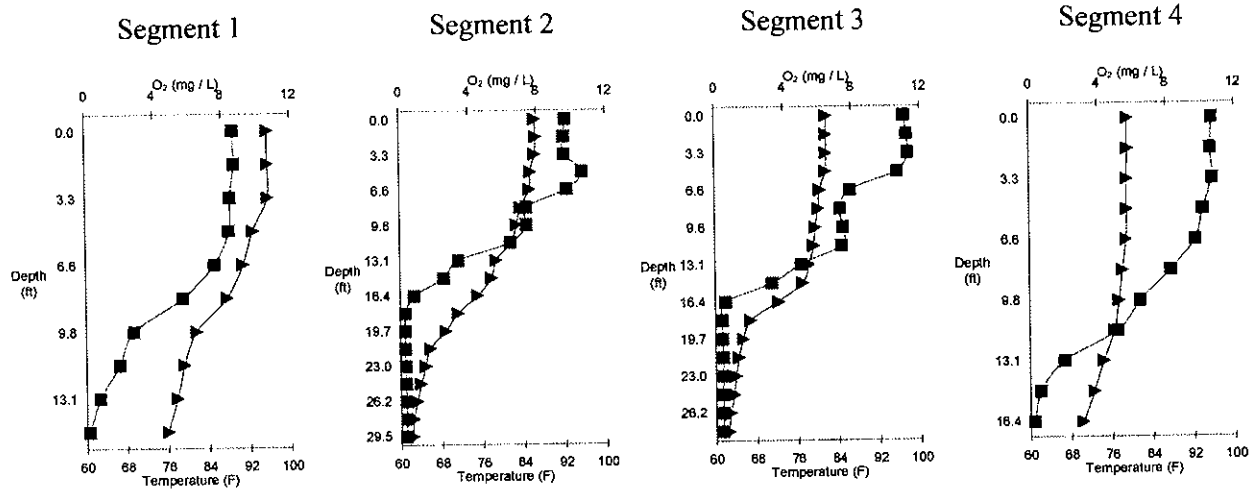 Segment 1
O₂ (mg / L)
0 4 8 12
0.0
3.3
6.6
9.8
13.1
Depth
(ft)
60 68 76 84 92 100
Temperature (F)
Segment 2
O₂ (mg / L)
0 4 8 12
0.0
3.3
6.6
9.8
13.1
16.4
19.7
23.0
26.2
29.5
Depth
(ft)
60 68 76 84 92 100
Temperature (F)
Segment 3
O₂ (mg / L)
0 4 8 12
0.0
3.3
6.6
9.8
13.1
16.4
19.7
23.0
26.2
Depth
(ft)
60 68 76 84 92 100
Temperature (F)
Segment 4
O₂ (mg / L)
0 4 8 12
0.0
3.3
6.6
9.8
13.1
16.4
Depth
(ft)
60 68 76 84 92 100
Temperature (F)